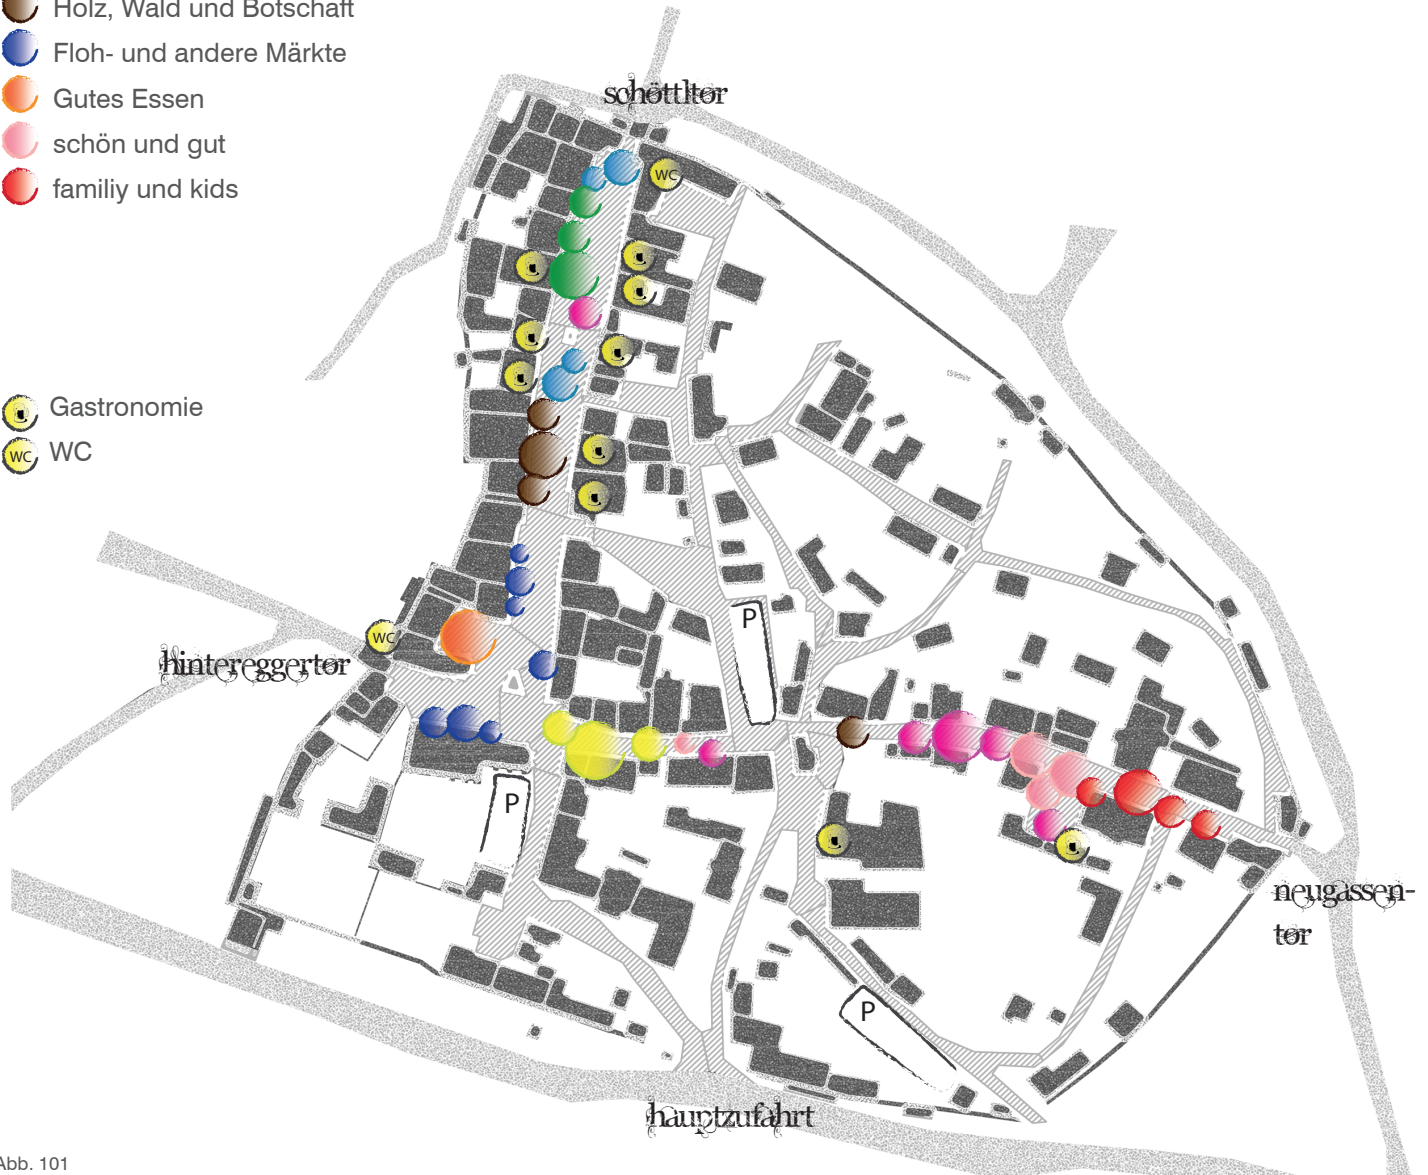 Holz, Wald und Botschaft
Floh- und andere Märkte
Gutes Essen
schön und gut
familiy und kids
Gastronomie
WC WC
schöttltor
WC
WC
hintereggertor
P
P
P
neugassen-
tor
hauptzufahrt
Abb. 101